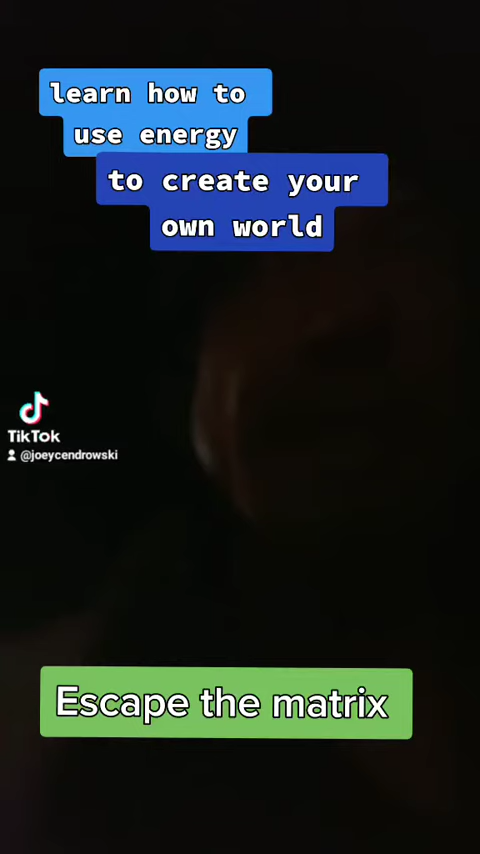 learn how to
use energy
to create your
own world
TikTok
@joeycendrowski
Escape the matrix